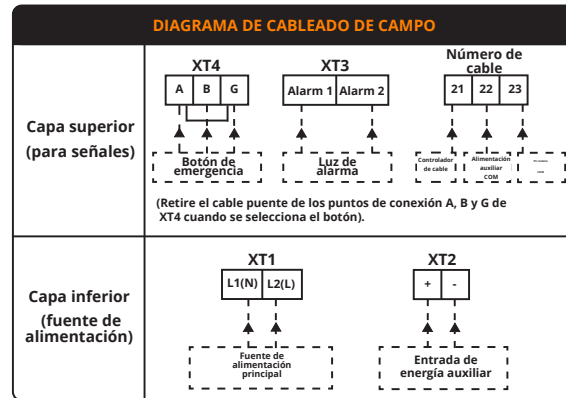 DIAGRAMA DE CABLEADO DE CAMPO
Capa superior
(para señales)
XT4
A B G
Botón de
emergencia
XT3
Alarm 1 Alarm 2
Luz de
alarma
Número de
cable
21 22 23
Controlador
de cable
Alimentación
auxiliar
COM
(Retire el cable puente de los puntos de conexión A, B y G de
XT4 cuando se selecciona el botón).
Capa inferior
(fuente de
alimentación)
XT1
L1(N) L2(L)
Fuente de
alimentación
principal
XT2
+ -
Entrada de
energía auxiliar